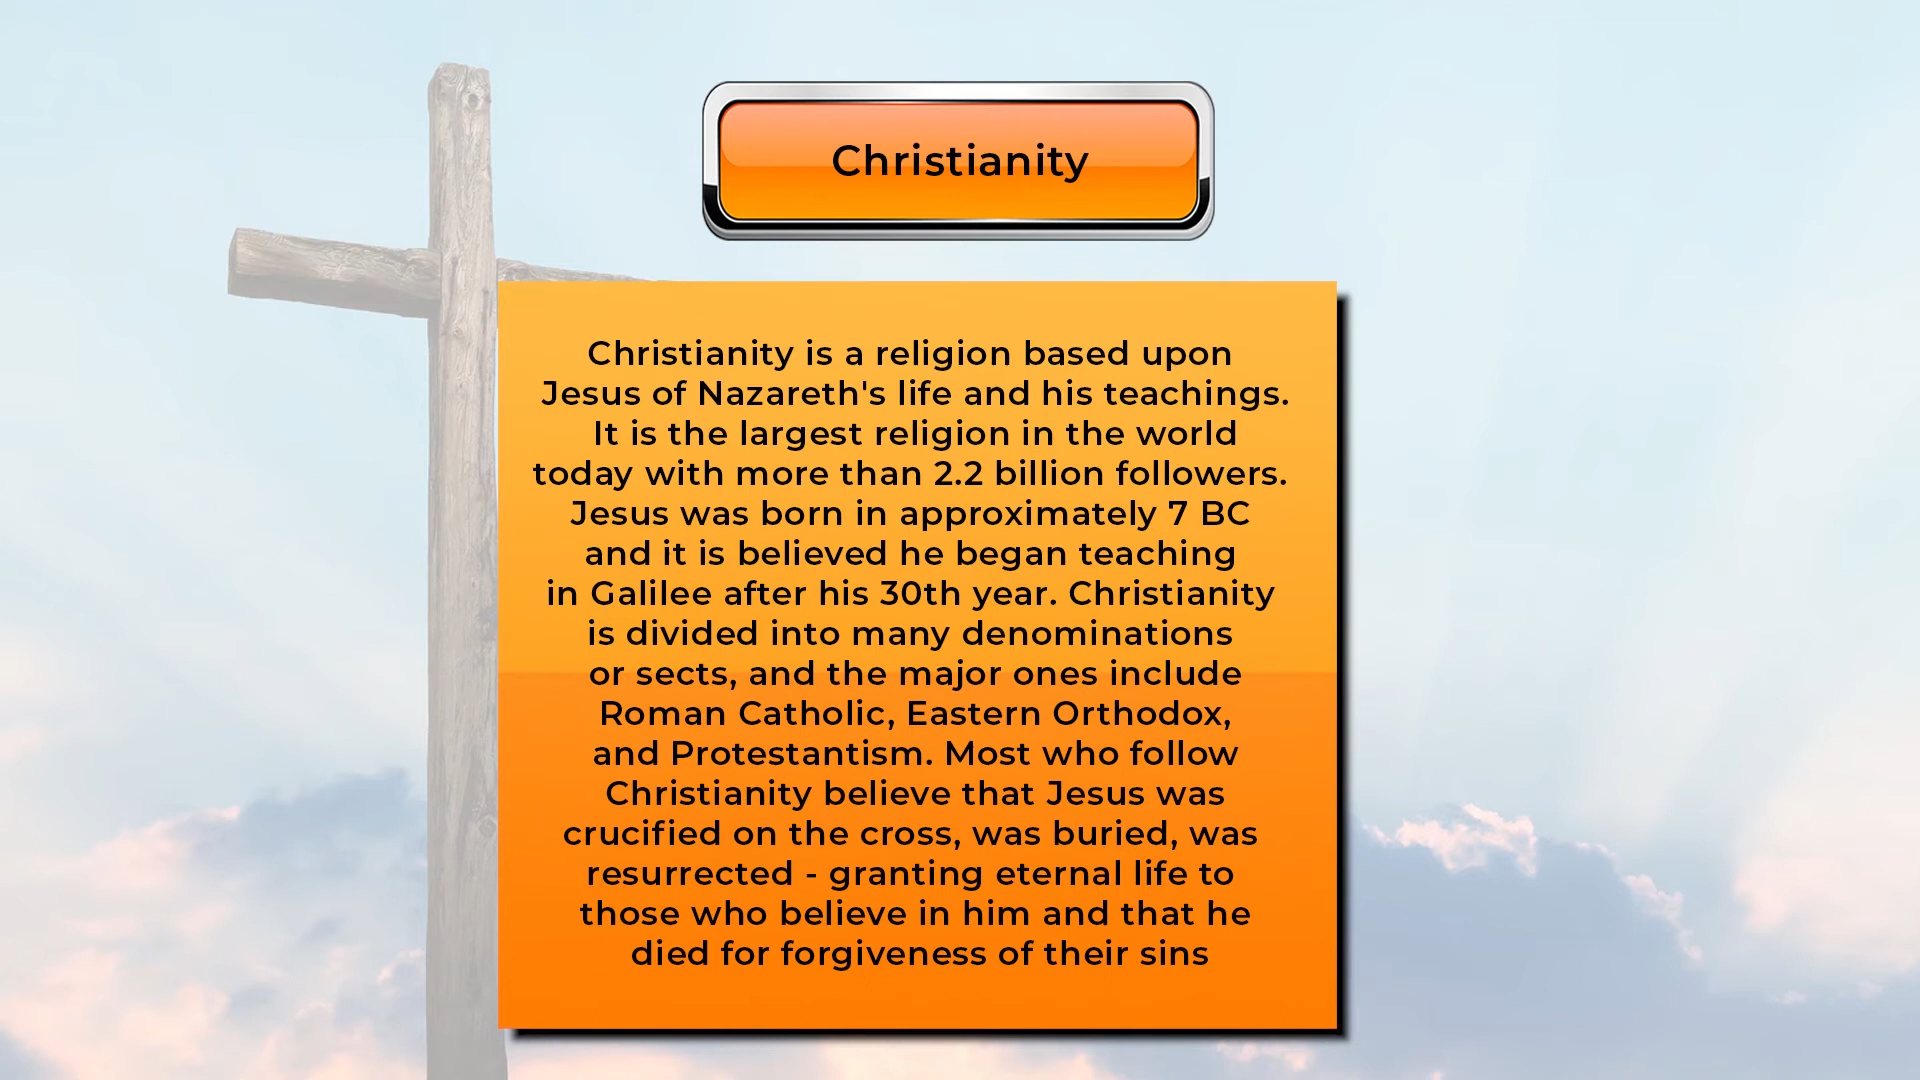 Christianity
Christianity is a religion based upon
Jesus of Nazareth's life and his teachings.
It is the largest religion in the world
today with more than 2.2 billion followers.
Jesus was born in approximately 7 BC
and it is believed he began teaching
in Galilee after his 30th year. Christianity
is divided into many denominations
or sects, and the major ones include
Roman Catholic, Eastern Orthodox,
and Protestantism. Most who follow
Christianity believe that Jesus was
crucified on the cross, was buried, was
resurrected - granting eternal life to
those who believe in him and that he
died for forgiveness of their sins